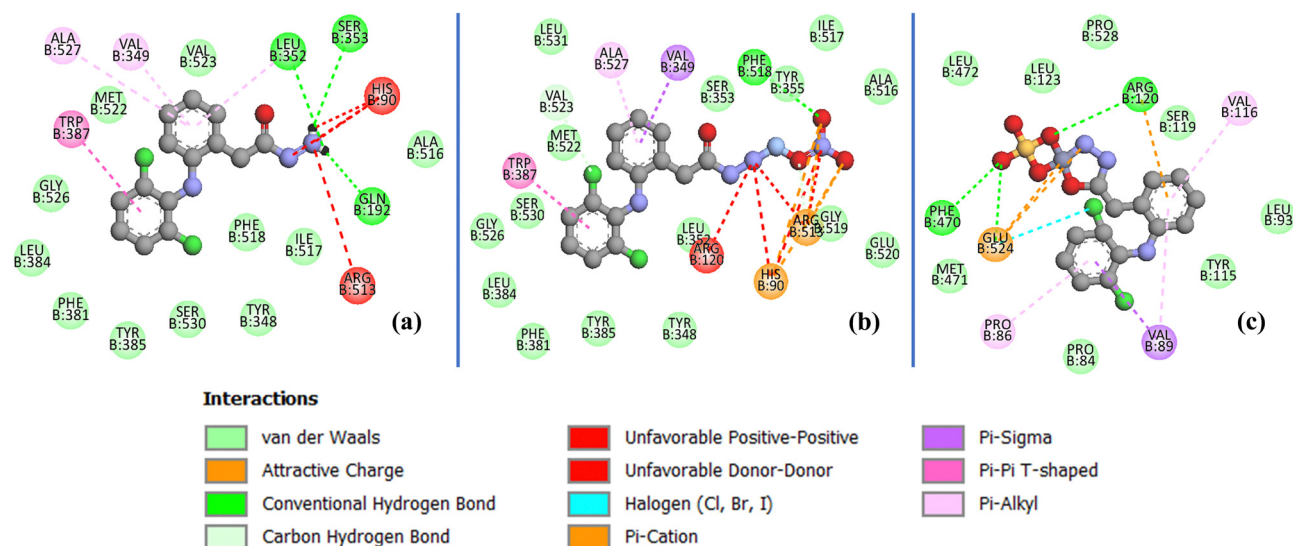 ALA
B:527
VAL
B:349
VAL
B:523
LEU
B:352
SER
B:353
HIS
B:90
MET
B:522
TRP
B:387
ALA
B:516
GLY
B:526
GLN
B:192
PHE
B:518
ILE
B:517
LEU
B:384
ARG
B:513
PHE
B:381
SER
B:530
TYR
B:348
TYR
B:385
(a)
LEU
B:531
ILE
B:517
ALA
B:527
VAL
B:349
PHE
B:518
TYR
B:355
SER
B:353
ALA
B:516
VAL
B:523
MET
B:522
TRP
B:387
SER
B:530
GLY
B:526
LEU
B:352
ARG
B:120
ARG
B:513
GLY
B:519
GLU
B:520
LEU
B:384
HIS
B:90
PHE
B:381
TYR
B:385
TYR
B:348
(b)
PRO
B:528
LEU
B:472
LEU
B:123
ARG
B:120
SER
B:119
VAL
B:116
PHE
B:470
GLU
B:524
LEU
B:93
MET
B:471
TYR
B:115
PRO
B:86
PRO
B:84
VAL
B:89
(c)
Interactions
van der Waals
Attractive Charge
Conventional Hydrogen Bond
Carbon Hydrogen Bond
Unfavorable Positive-Positive
Unfavorable Donor-Donor
Halogen (Cl, Br, I)
Pi-Cation
Pi-Sigma
Pi-Pi T-shaped
Pi-Alkyl